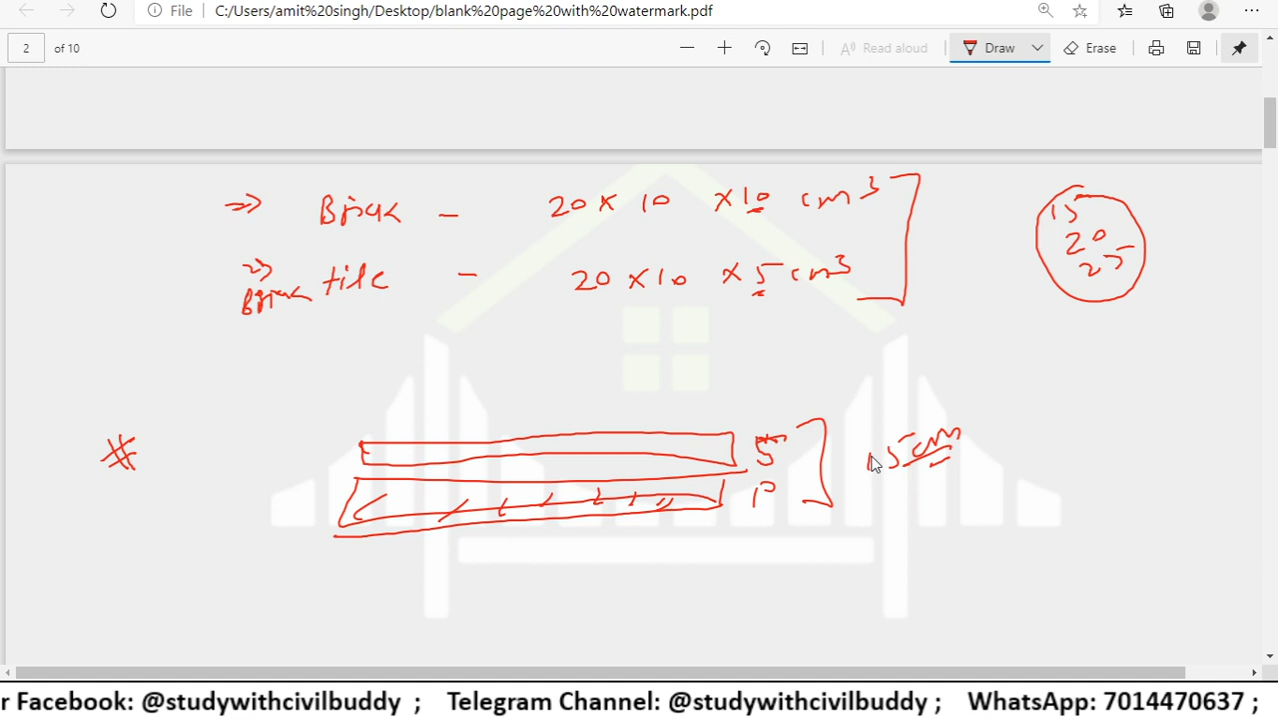 File C:/Users/amit%20singh/Desktop/blank%20page%20with%20watermark.pdf
2 of 10 Read aloud Draw Erase
⇒ Brick - 20 x 10 x 10 cm³
15
20
25
⇒ Brick tile - 20 x 10 x 5 cm³
5
10
15 cm
r Facebook: @studywithcivilbuddy ; Telegram Channel: @studywithcivilbuddy ; WhatsApp: 7014470637 ;